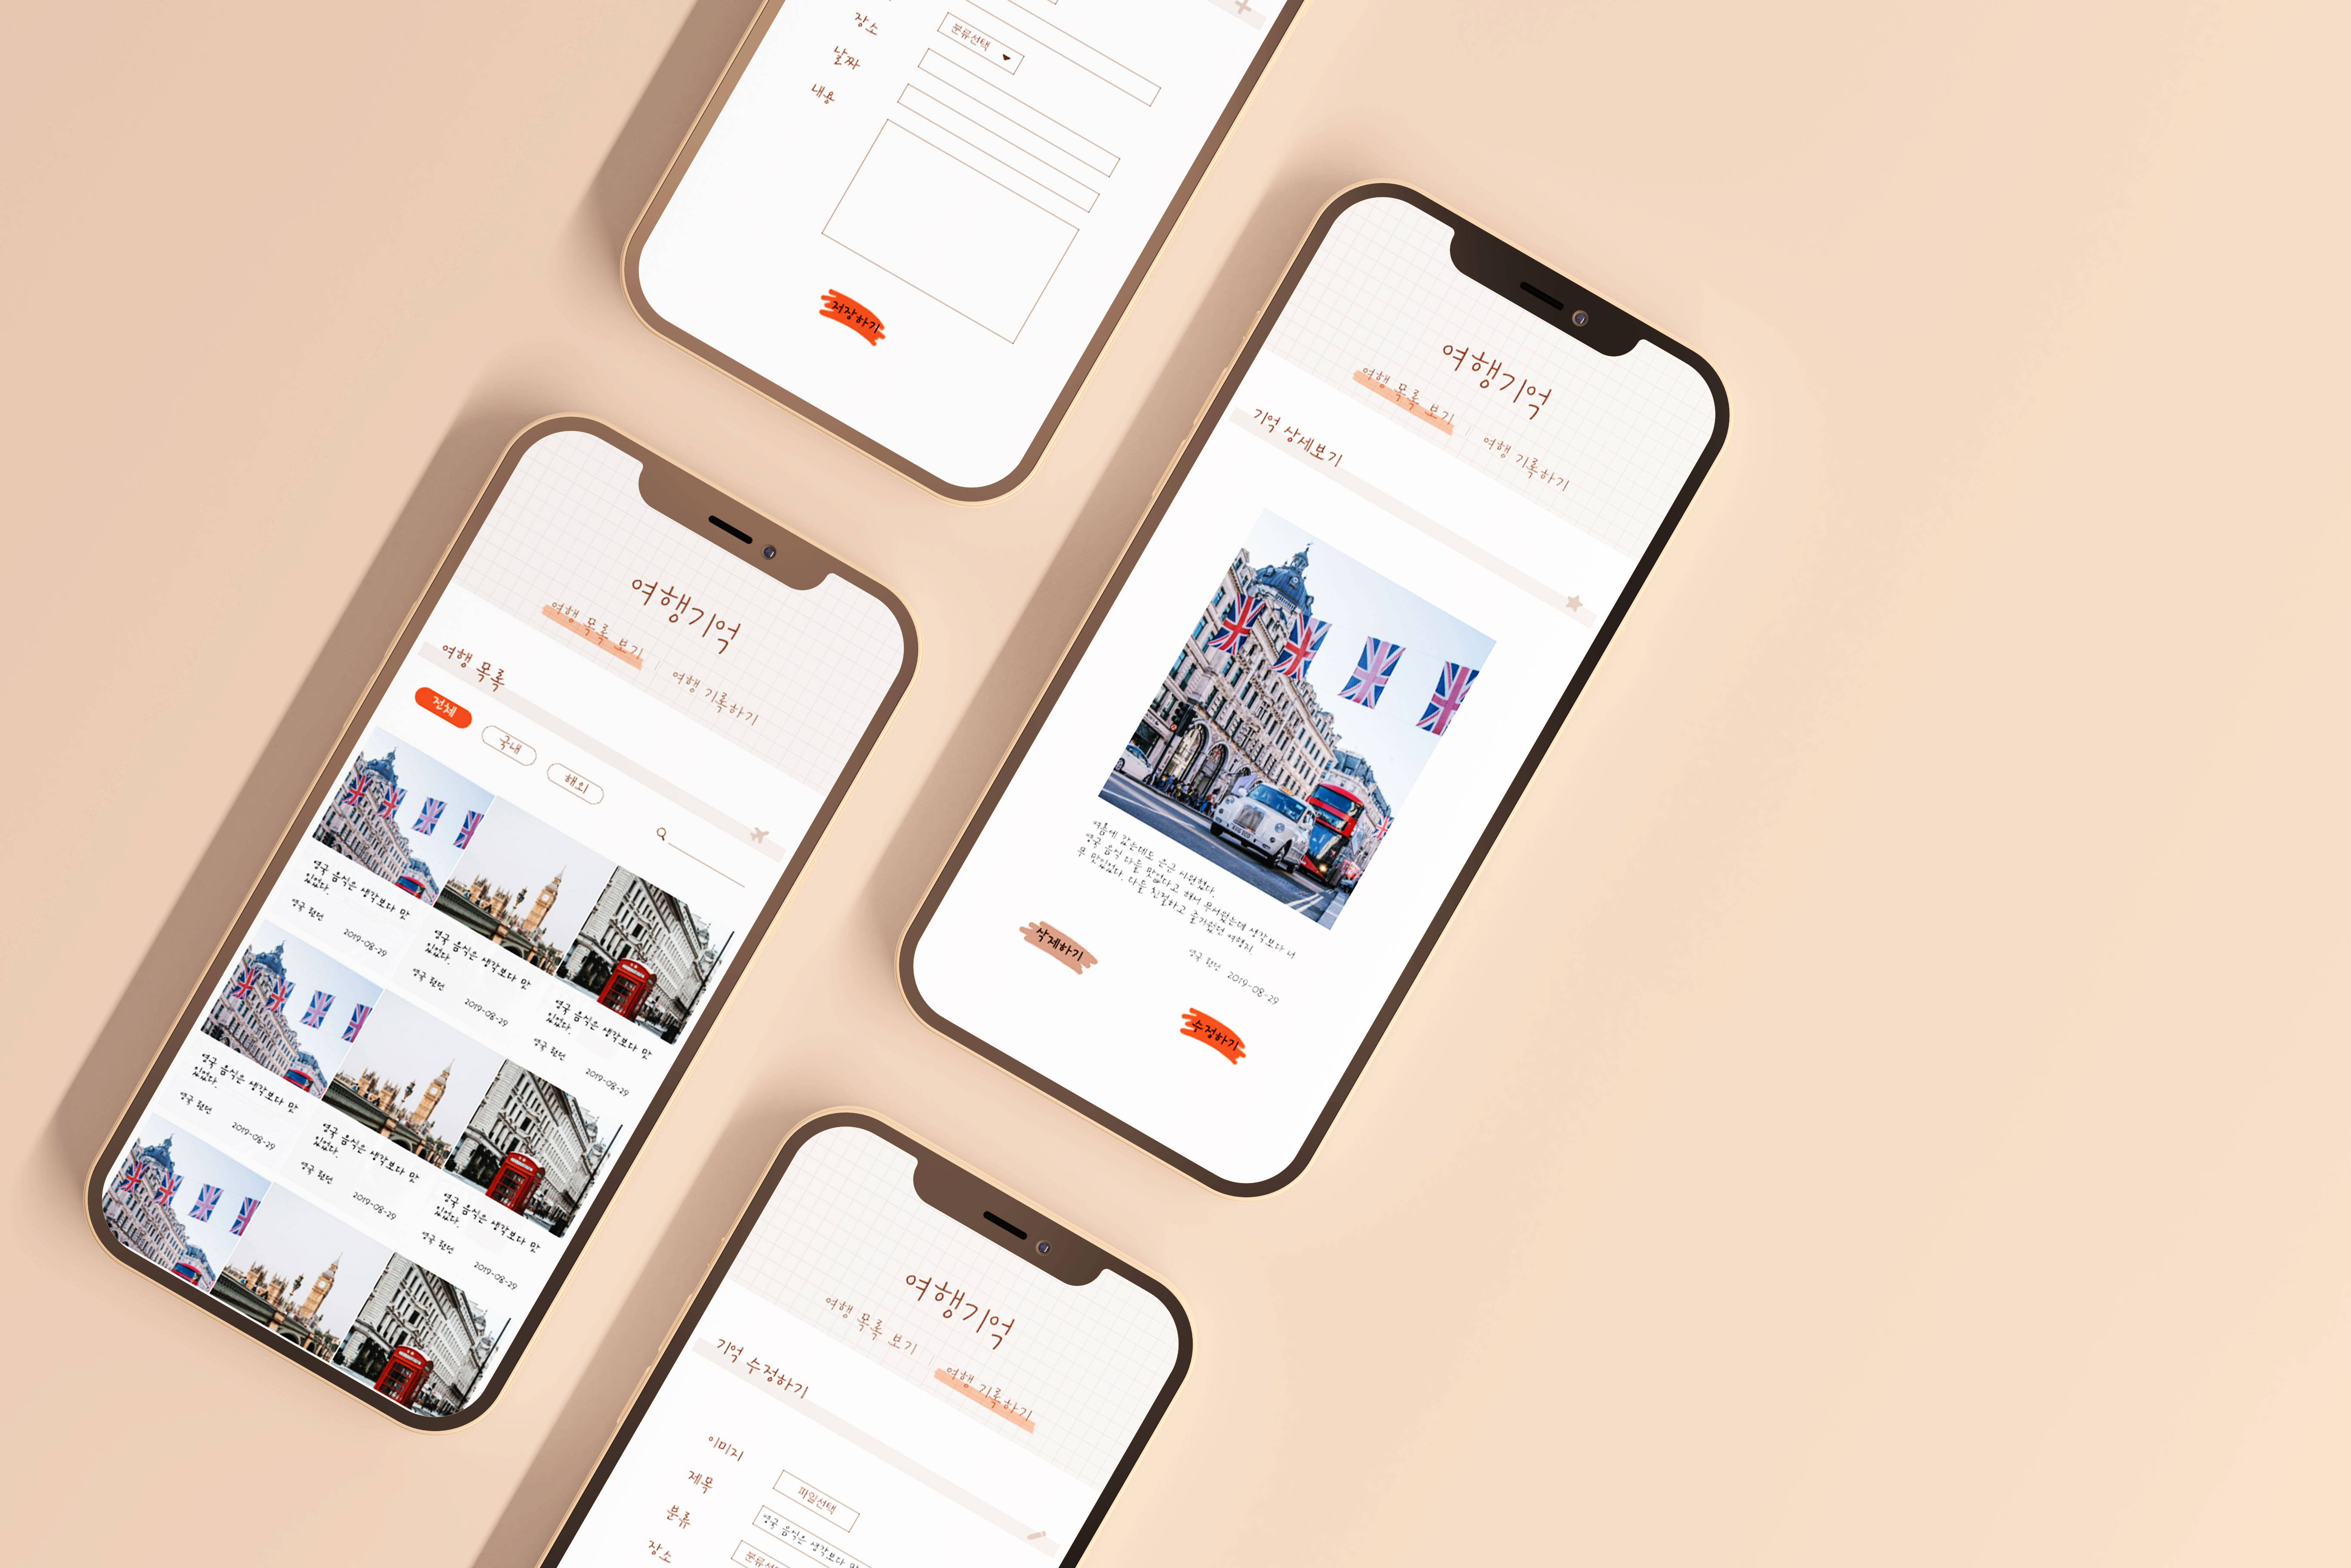 장소
분류선택
날짜
내용
저장하기
여행기억
여행 목록 보기
여행 기록하기
여행 목록
전체
국내
해외
영국 음식은 생각보다 맛
있었다.
영국 런던
2019-08-29
영국 음식은 생각보다 맛
있었다.
영국 런던
2019-08-29
영국 음식은 생각보다 맛
있었다.
영국 런던
2019-08-29
영국 음식은 생각보다 맛
있었다.
영국 런던
2019-08-29
영국 음식은 생각보다 맛
있었다.
영국 런던
2019-08-29
영국 음식은 생각보다 맛
있었다.
영국 런던
2019-08-29
여행기억
여행 목록 보기
여행 기록하기
기억 상세보기
여름에 갔는데도 은근 시원했다.
영국 음식 다들 맛없다고 해서 무서웠는데 생각보다 너
무 맛있었다. 다들 친절하고 즐거웠던 여행지.
영국 런던 2019-08-29
삭제하기
수정하기
여행기억
여행 목록 보기
여행 기록하기
기억 수정하기
이미지
파일선택
제목
영국 음식은 생각보다 맛
분류
분류선택
장소